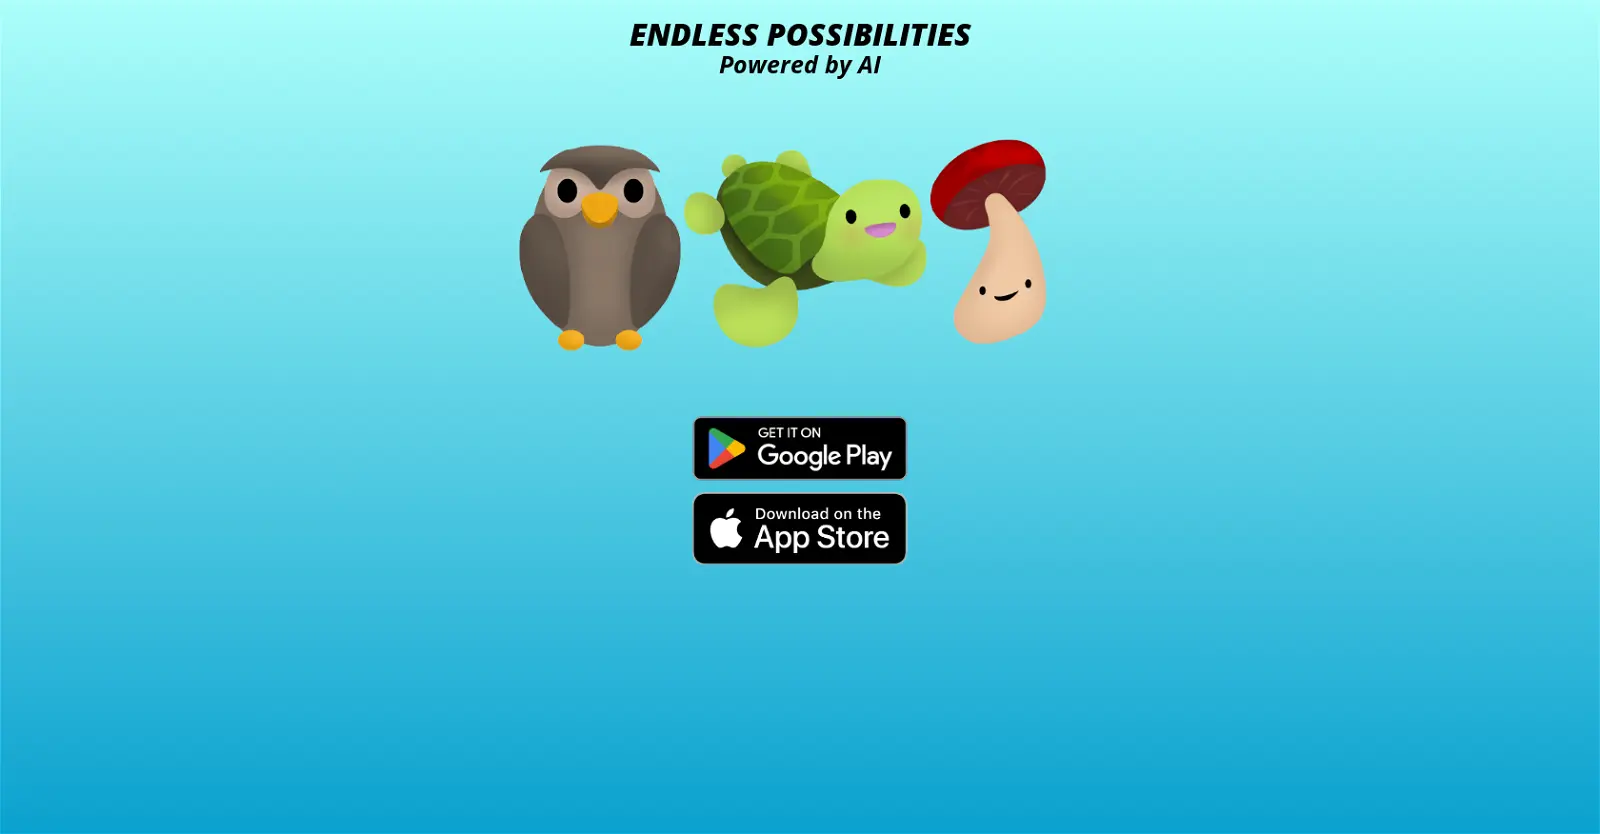 ENDLESS POSSIBILITIES
Powered by AI
GET IT ON
Google Play
Download on the
App Store